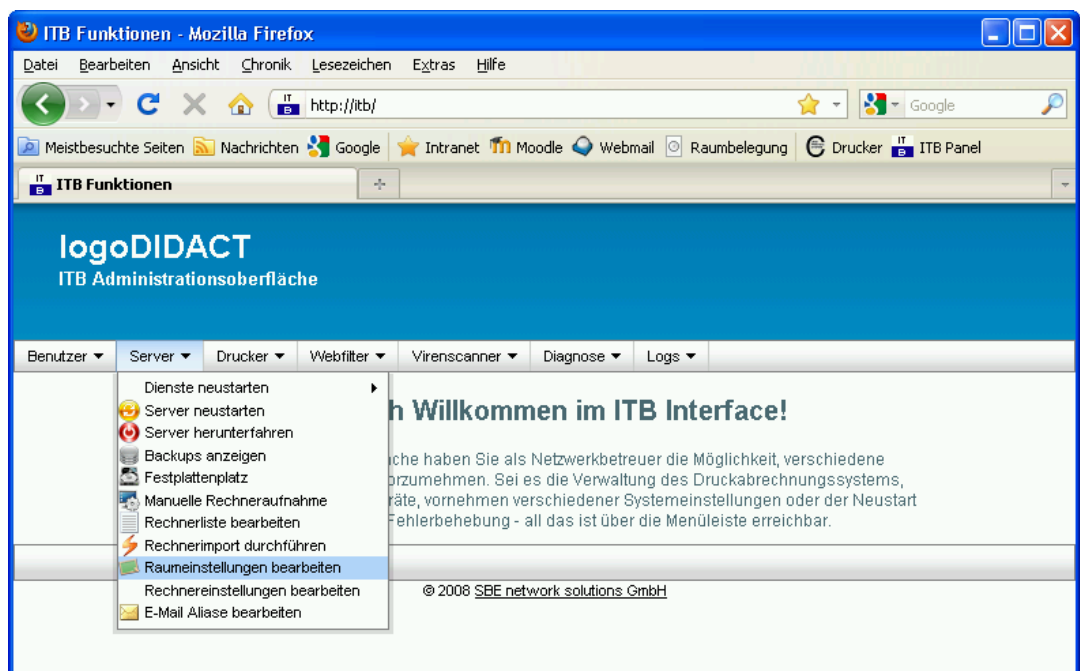 ITB Funktionen - Mozilla Firefox
Datei Bearbeiten Ansicht Chronik Lesezeichen Extras Hilfe
IT B http://itb/ Google
Meistbesuchte Seiten Nachrichten Google Intranet Moodle Webmail Raumbelegung Drucker IT B ITB Panel
IT B ITB Funktionen
logoDIDACT
ITB Administrationsoberfläche
Benutzer Server Drucker Webfilter Virenscanner Diagnose Logs
Dienste neustarten
Server neustarten
h Willkommen im ITB Interface!
Server herunterfahren
Backups anzeigen
che haben Sie als Netzwerkbetreuer die Möglichkeit, verschiedene
Festplattenplatz
orzunehmen. Sei es die Verwaltung des Druckabrechnungssystems,
Manuelle Rechneraufnahme
räte, vornehmen verschiedener Systemeinstellungen oder der Neustart
Rechnerliste bearbeiten
Fehlerbehebung - all das ist über die Menüleiste erreichbar.
Rechnerimport durchführen
Raumeinstellungen bearbeiten
Rechnereinstellungen bearbeiten
© 2008 SBE network solutions GmbH
E-Mail Aliase bearbeiten